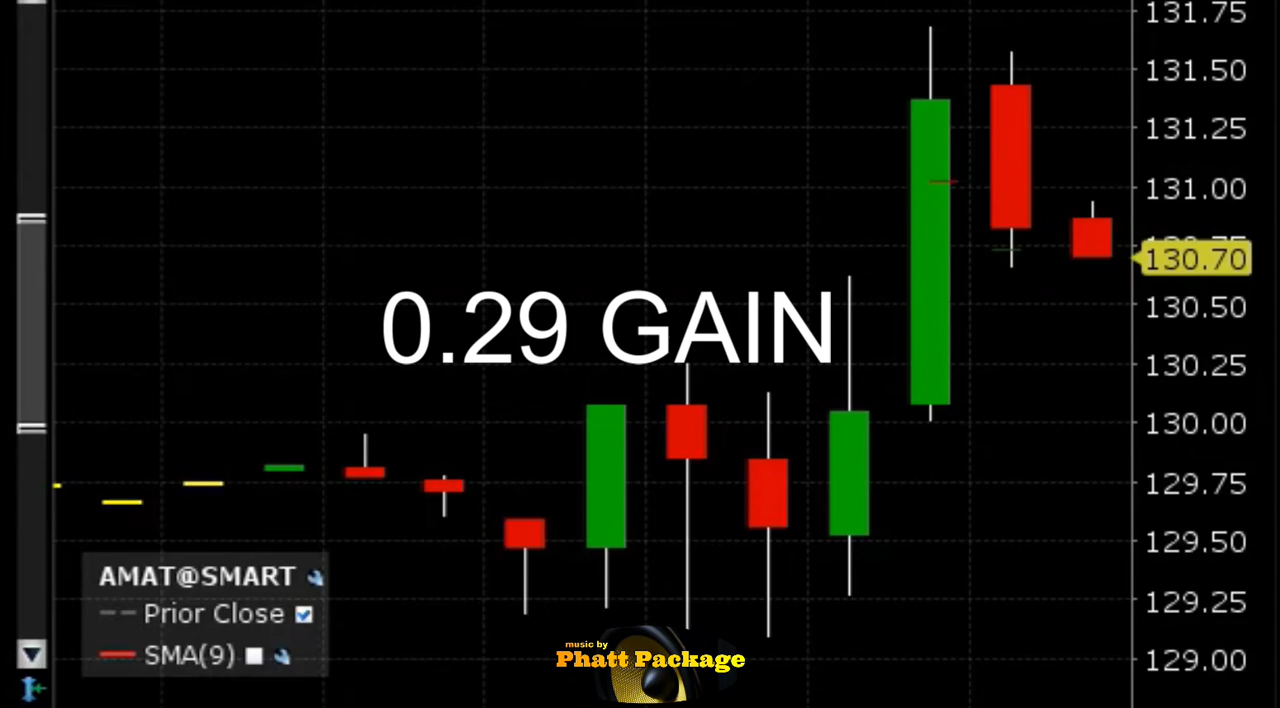 131.75
131.50
131.25
131.00
130.70
130.50
0.29 GAIN
130.25
130.00
129.75
129.50
AMAT@SMART
129.25
Prior Close
music by
SMA(9)
Phatt Package
129.00